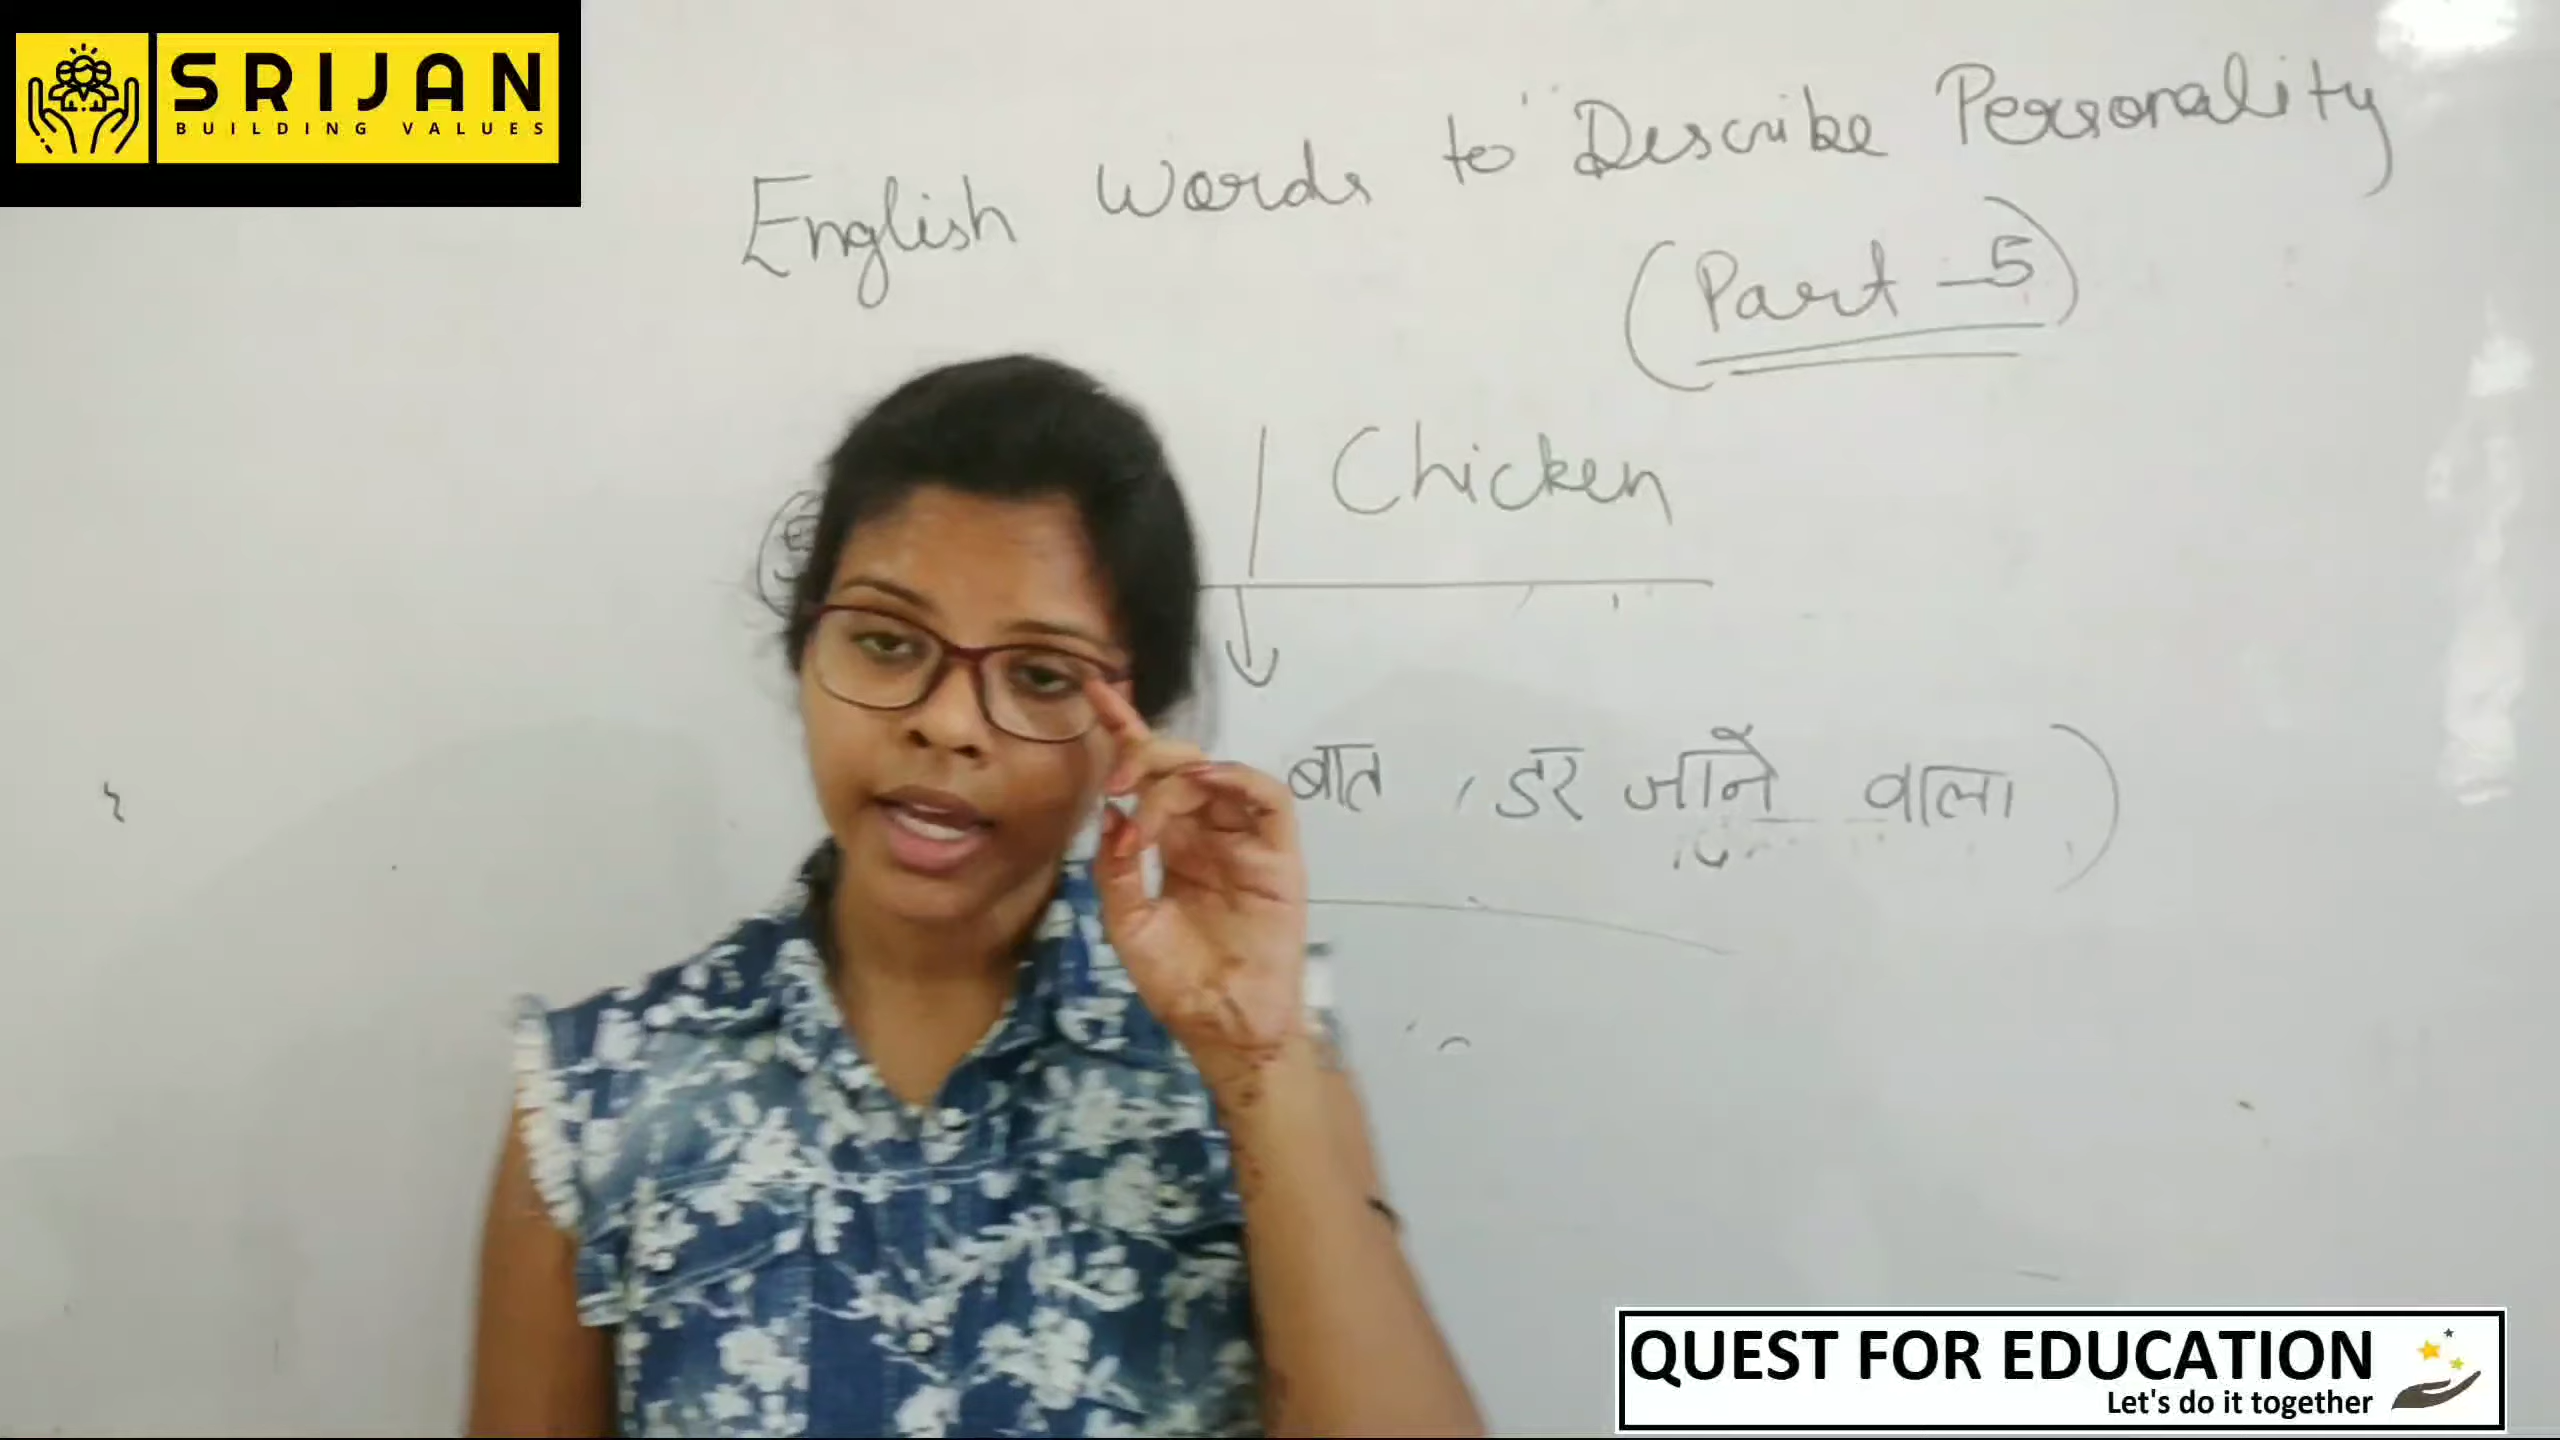 SRIJAN
BUILDING VALUES
English Words to Describe Personality
(Part - 5)
Chicken
बात, डर जाने वाला)
QUEST FOR EDUCATION
Let's do it together